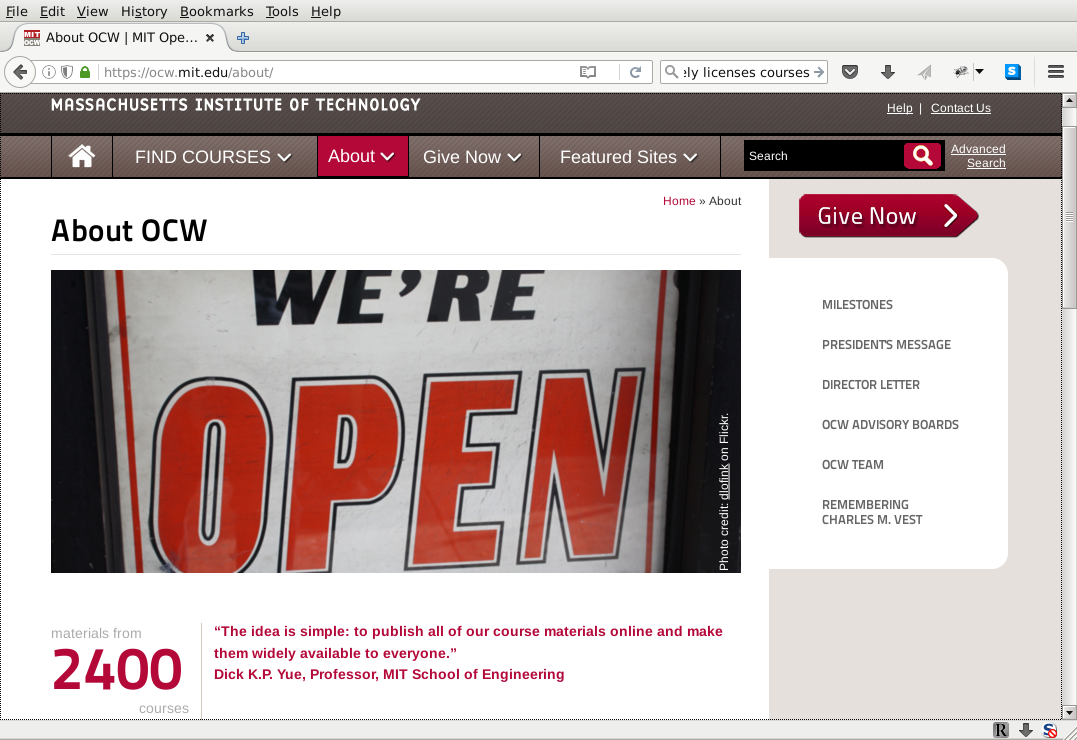 File Edit View History Bookmarks Tools Help
MIT OCW About OCW | MIT Ope...
https://ocw.mit.edu/about/
ely licenses courses
S
MASSACHUSETTS INSTITUTE OF TECHNOLOGY
Help | Contact Us
FIND COURSES
About
Give Now
Featured Sites
Search
Advanced
Search
Home » About
About OCW
Give Now
WE'RE
OPEN
Photo credit: dlofink on Flickr.
MILESTONES
PRESIDENT'S MESSAGE
DIRECTOR LETTER
OCW ADVISORY BOARDS
OCW TEAM
REMEMBERING
CHARLES M. VEST
materials from
2400
courses
“The idea is simple: to publish all of our course materials online and make
them widely available to everyone.”
Dick K.P. Yue, Professor, MIT School of Engineering
R
S